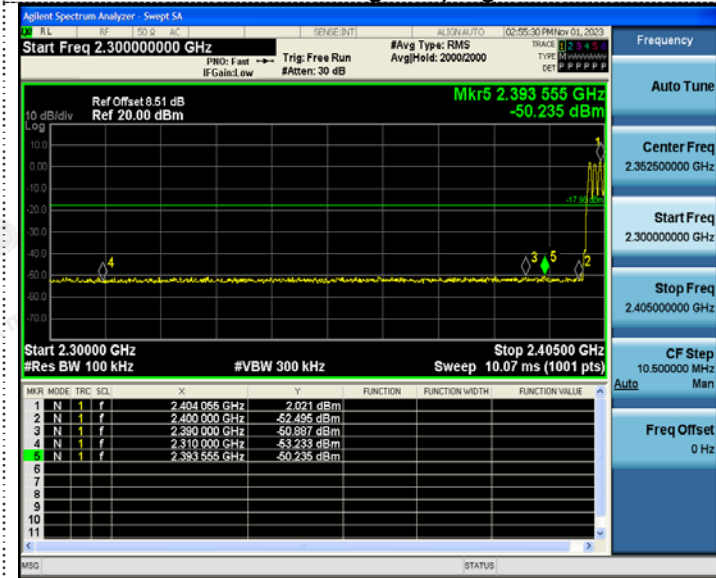 Agilent Spectrum Analyzer - Swept SA
RL RF 50 Ω AC SENSE:INT ALIGNAUTO 02:55:30 PM Nov 01, 2023
Start Freq 2.300000000 GHz #Avg Type: RMS TRACE 1 2 3 4 5 6
PNO: Fast Trig: Free Run Avg|Hold: 2000/2000 TYPE M
IFGain:Low #Atten: 30 dB DET P P P P P P
Mkr5 2.393 555 GHz
Ref Offset 8.51 dB
10 dB/div Ref 20.00 dBm -50.235 dBm
Log
10.0
0.00
-10.0
-20.0
-30.0
-40.0
-50.0
-60.0
-70.0
1
4
3
5
2
Start 2.30000 GHz Stop 2.40500 GHz
#Res BW 100 kHz #VBW 300 kHz Sweep 10.07 ms (1001 pts)
MKR MODE TRC SCL X Y FUNCTION FUNCTION WIDTH FUNCTION VALUE
1 N 1 f 2.404 055 GHz 2.021 dBm
2 N 1 f 2.400 000 GHz -52.495 dBm
3 N 1 f 2.390 000 GHz -50.887 dBm
4 N 1 f 2.310 000 GHz -53.233 dBm
5 N 1 f 2.393 555 GHz -50.235 dBm
6
7
8
9
10
11
MSG STATUS
Frequency
Auto Tune
Center Freq
2.352500000 GHz
Start Freq
2.300000000 GHz
Stop Freq
2.405000000 GHz
CF Step
10.500000 MHz
Auto Man
Freq Offset
0 Hz